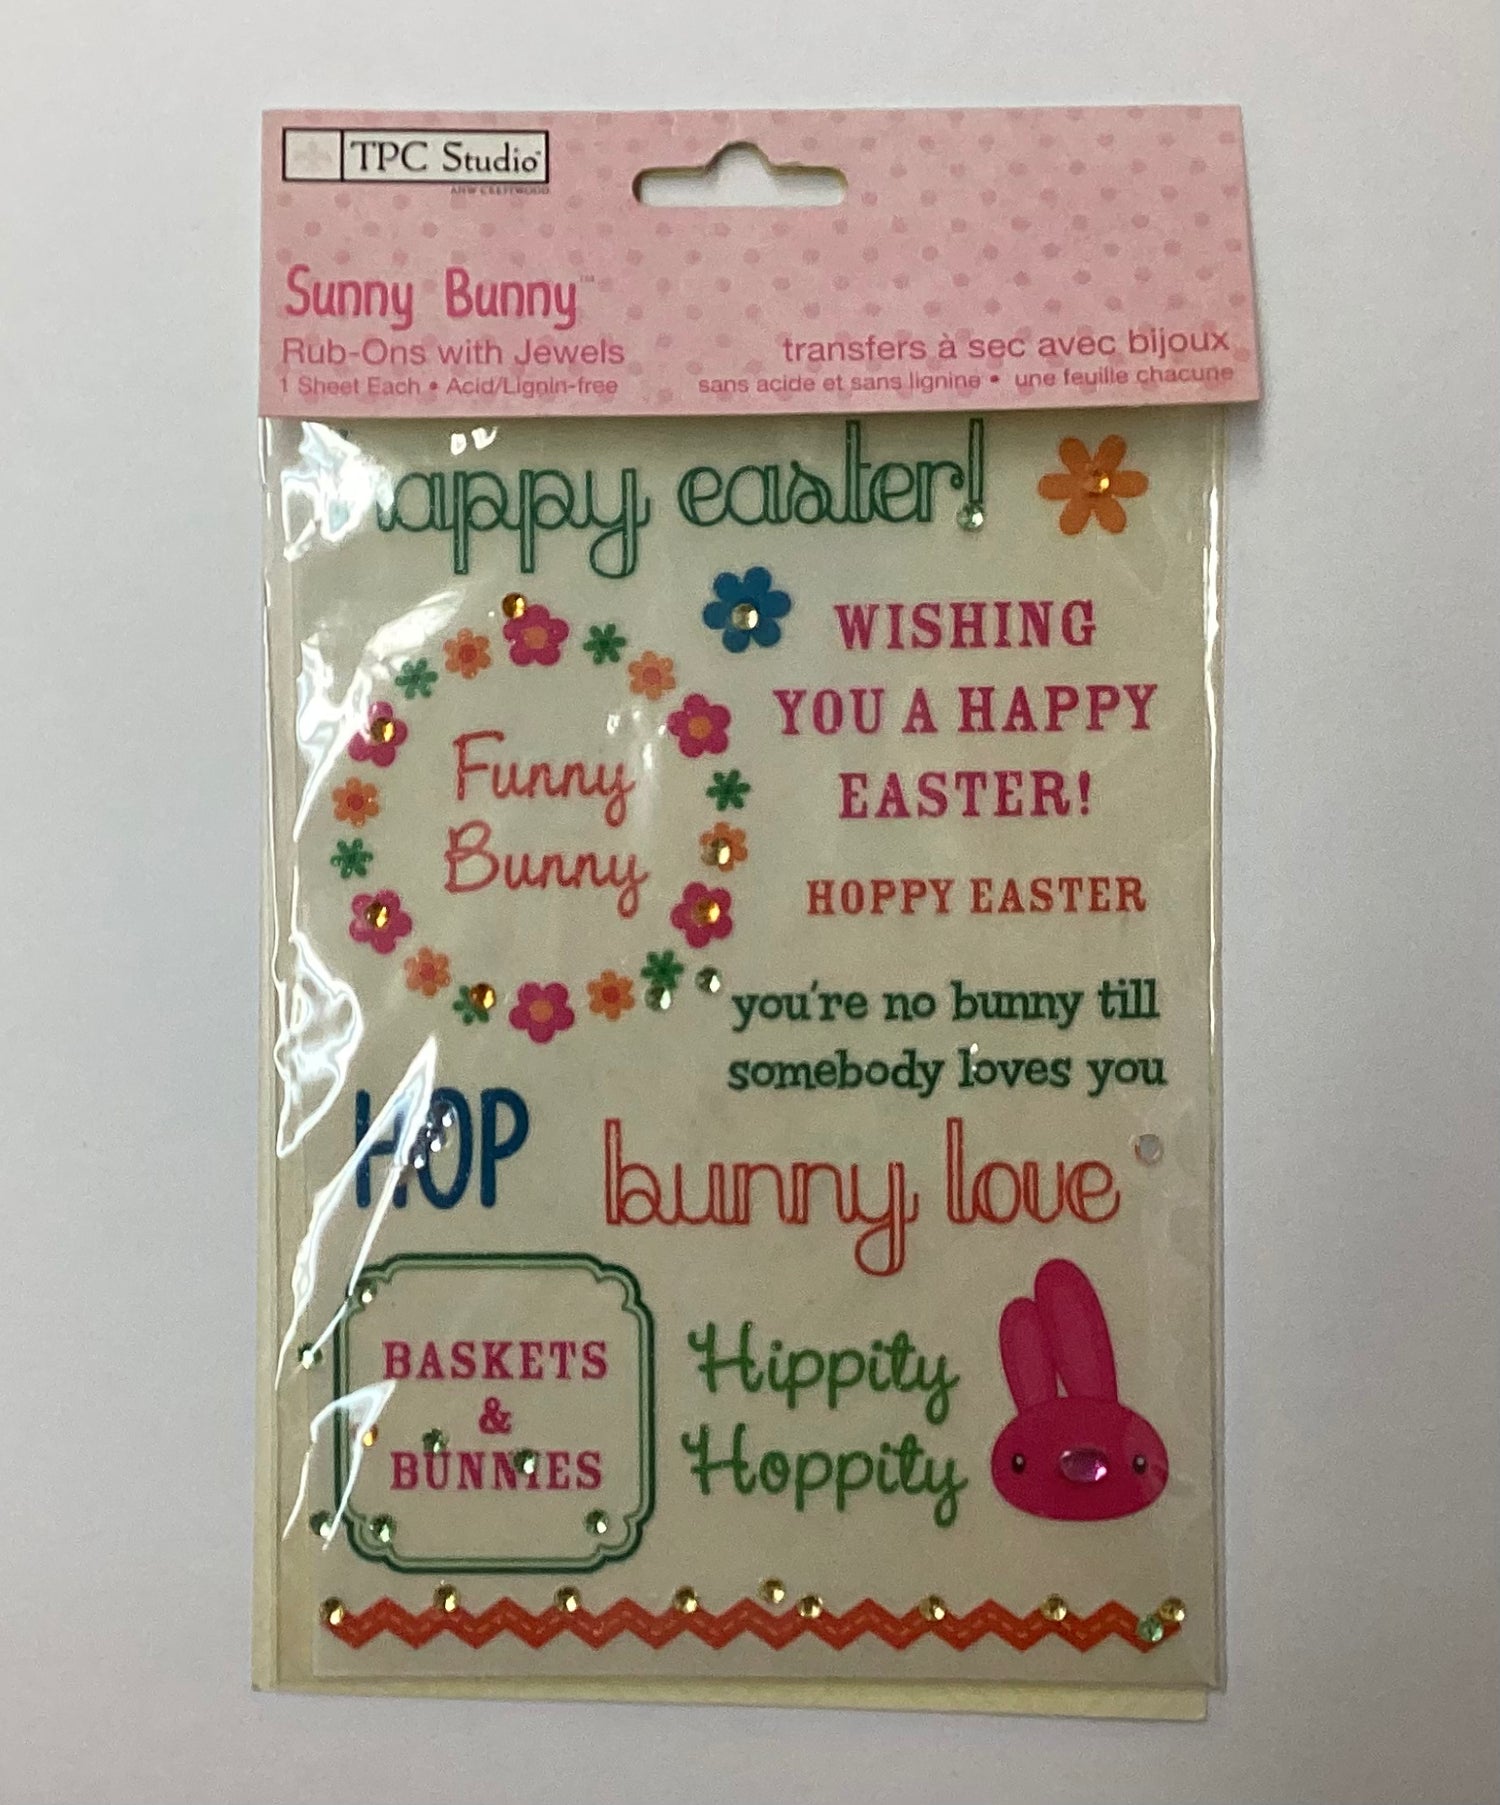 TPC Studio™
Sunny Bunny™
Rub-Ons with Jewels
1 Sheet Each • Acid/Lignin-free
transfers à sec avec bijoux
sans acide et sans lignine • une feuille chacune
happy easter!
Funny
Bunny
WISHING
YOU A HAPPY
EASTER!
HOPPY EASTER
you're no bunny till
somebody loves you
HOP
bunny love
BASKETS
&
BUNNIES
Hippity
Hoppity